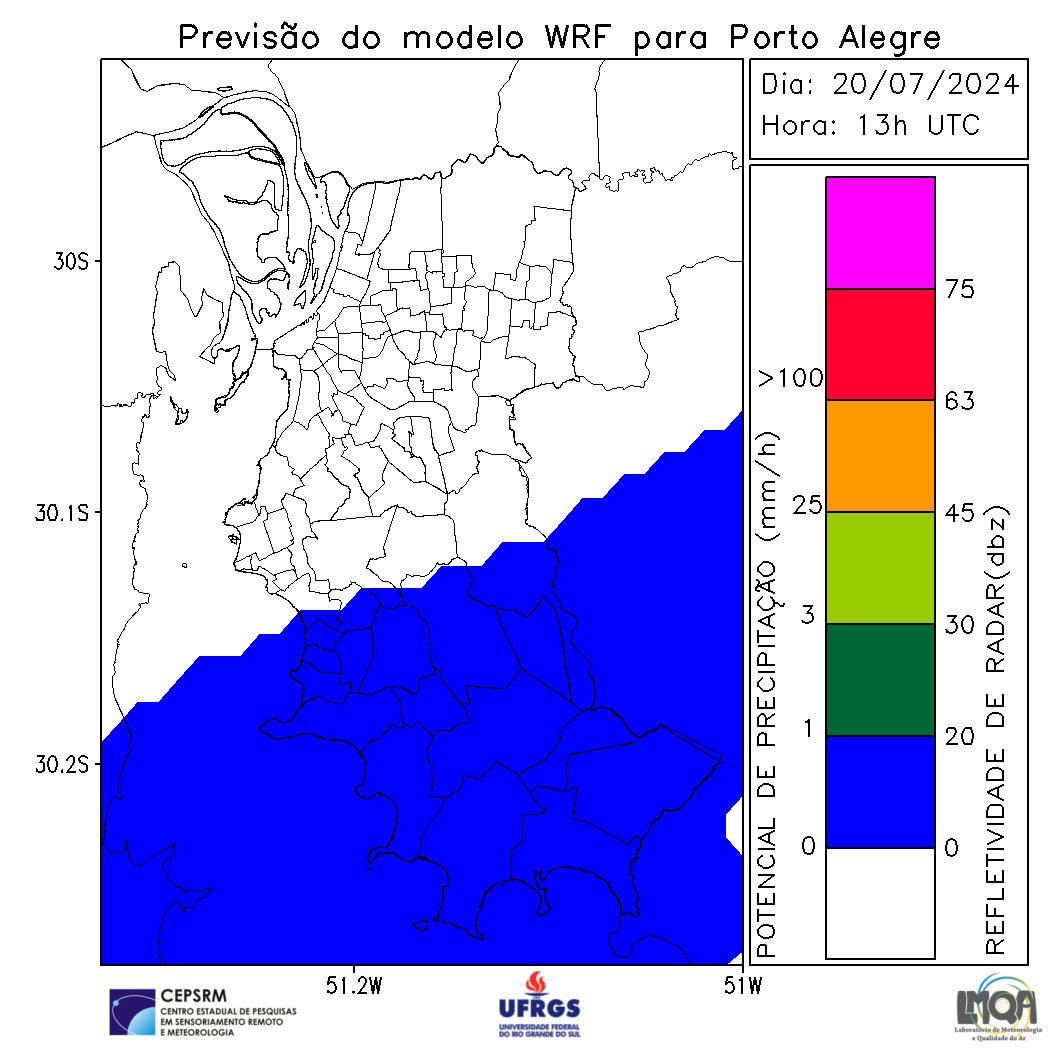 Previsão do modelo WRF para Porto Alegre
Dia: 20/07/2024
Hora: 13h UTC
30S
30.1S
30.2S
51.2W
51W
POTENCIAL DE PRECIPITAÇÃO (mm/h)
>100
25
3
1
0
75
63
45
30
20
0
REFLETIVIDADE DE RADAR(dbz)
CEPSRM
CENTRO ESTADUAL DE PESQUISAS
EM SENSORIAMENTO REMOTO
E METEOROLOGIA
UFRGS
UNIVERSIDADE FEDERAL
DO RIO GRANDE DO SUL
LMQA
Laboratório de Meteorologia
e Qualidade do Ar